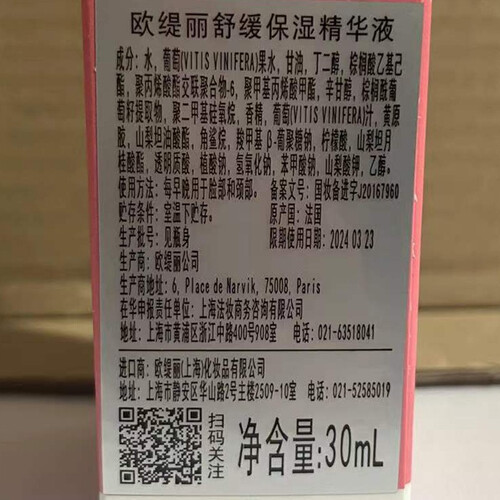 欧缇丽舒缓保湿精华液
成分：水，葡萄(VITIS VINIFERA)果水，甘油，丁二醇，棕榈酸乙基己
酯，聚丙烯酸酯交联聚合物-6，聚甲基丙烯酸甲酯，辛甘醇，棕榈酰葡
萄籽提取物，聚二甲基硅氧烷，香精，葡萄(VITIS VINIFERA)汁，黄原
胶，山梨坦油酸酯，角鲨烷，羧甲基β-葡聚糖钠，柠檬酸，山梨坦月
桂酸酯，透明质酸，植酸钠，氢氧化钠，苯甲酸钠，山梨酸钾，乙醇。
使用方法：每早晚用于脸部和颈部。 备案文号：国妆备进字J20167960
贮存条件：室温下贮存。 原产国：法国
生产批号：见瓶身 限期使用日期：2024 03 23
生产商：欧缇丽公司
生产商地址：6, Place de Narvik, 75008, Paris
在华申报责任单位：上海法妆商务咨询有限公司
地址：上海市黄浦区浙江中路400号908室 电话：021-63518041
进口商：欧缇丽(上海)化妆品有限公司
地址：上海市静安区华山路2号主楼2509-10室 电话：021-52585019
扫码关注
净含量:30mL